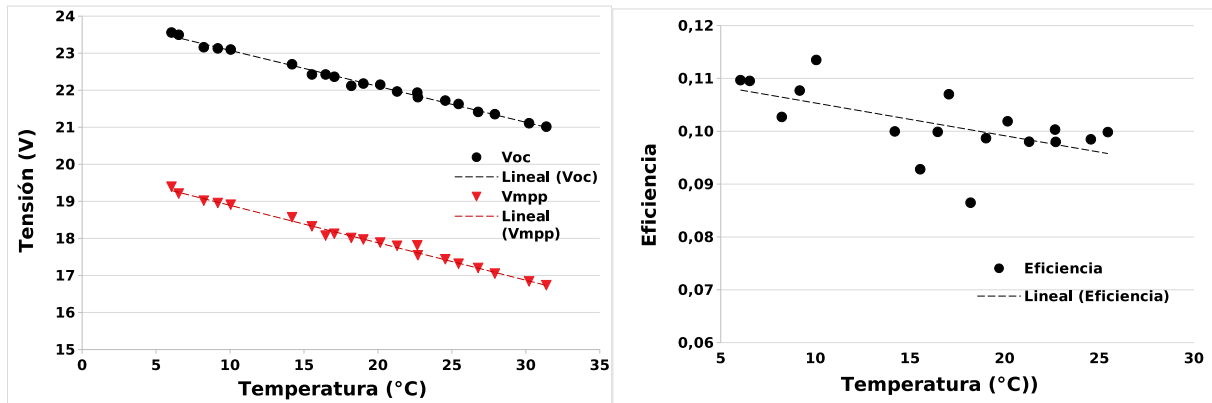 24
23
22
21
20
19
18
17
16
15
Tensión (V)
0
5
10
15
20
25
30
35
Temperatura (°C)
Voc
Lineal (Voc)
Vmpp
Lineal
(Vmpp)
0,12
0,11
0,10
0,09
0,08
0,07
0,06
Eficiencia
5
10
15
20
25
30
Temperatura (°C))
Eficiencia
Lineal (Eficiencia)